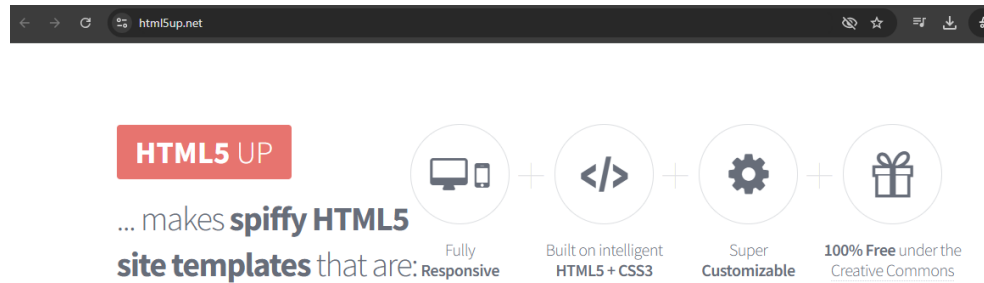 html5up.net
HTML5 UP
... makes spiffy HTML5
site templates that are:
Fully
Responsive
</>
Built on intelligent
HTML5 + CSS3
Super
Customizable
100% Free under the
Creative Commons